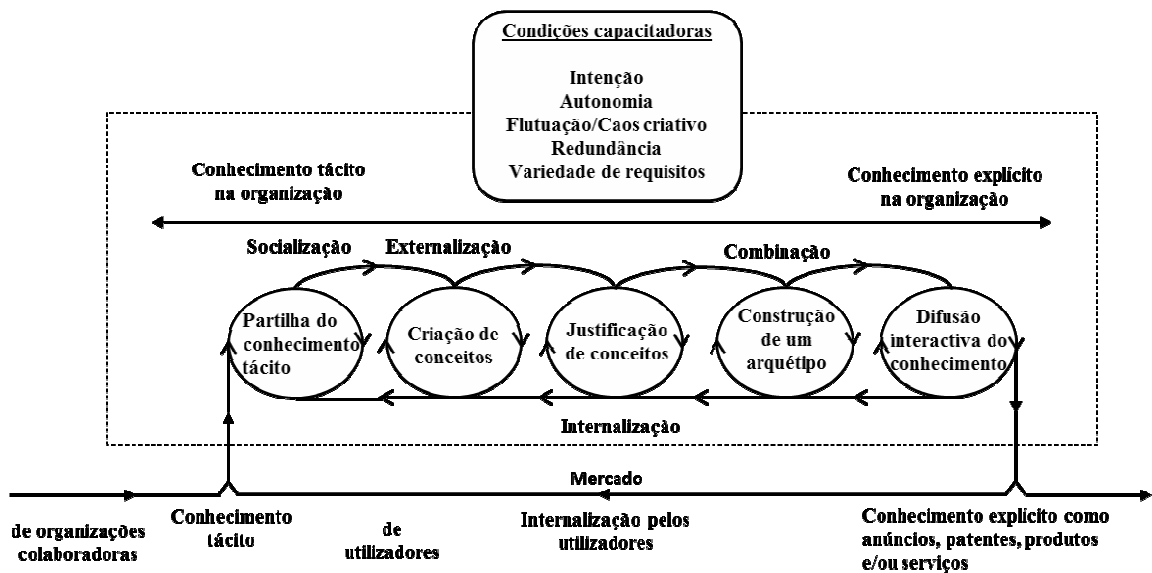 Condições capacitadoras
Intenção
Autonomia
Flutuação/Caos criativo
Redundância
Variedade de requisitos
Conhecimento tácito
na organização
Conhecimento explícito
na organização
Socialização
Externalização
Combinação
Partilha do
conhecimento
tácito
Criação de
conceitos
Justificação
de conceitos
Construção
de um
arquétipo
Difusão
interactiva do
conhecimento
Internalização
Mercado
de organizações
colaboradoras
Conhecimento
tácito
de
utilizadores
Internalização pelos
utilizadores
Conhecimento explícito como
anúncios, patentes, produtos
e/ou serviços